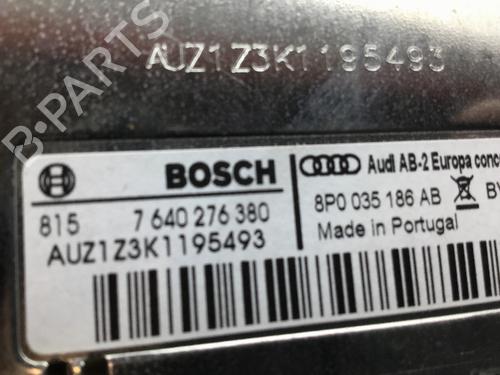 AUZ1Z3K1195493
BOSCH
Audi AB-2 Europa conc
815 7 640 276 380
8P0 035 186 AB
AUZ1Z3K1195493
Made in Portugal
B-PARTS